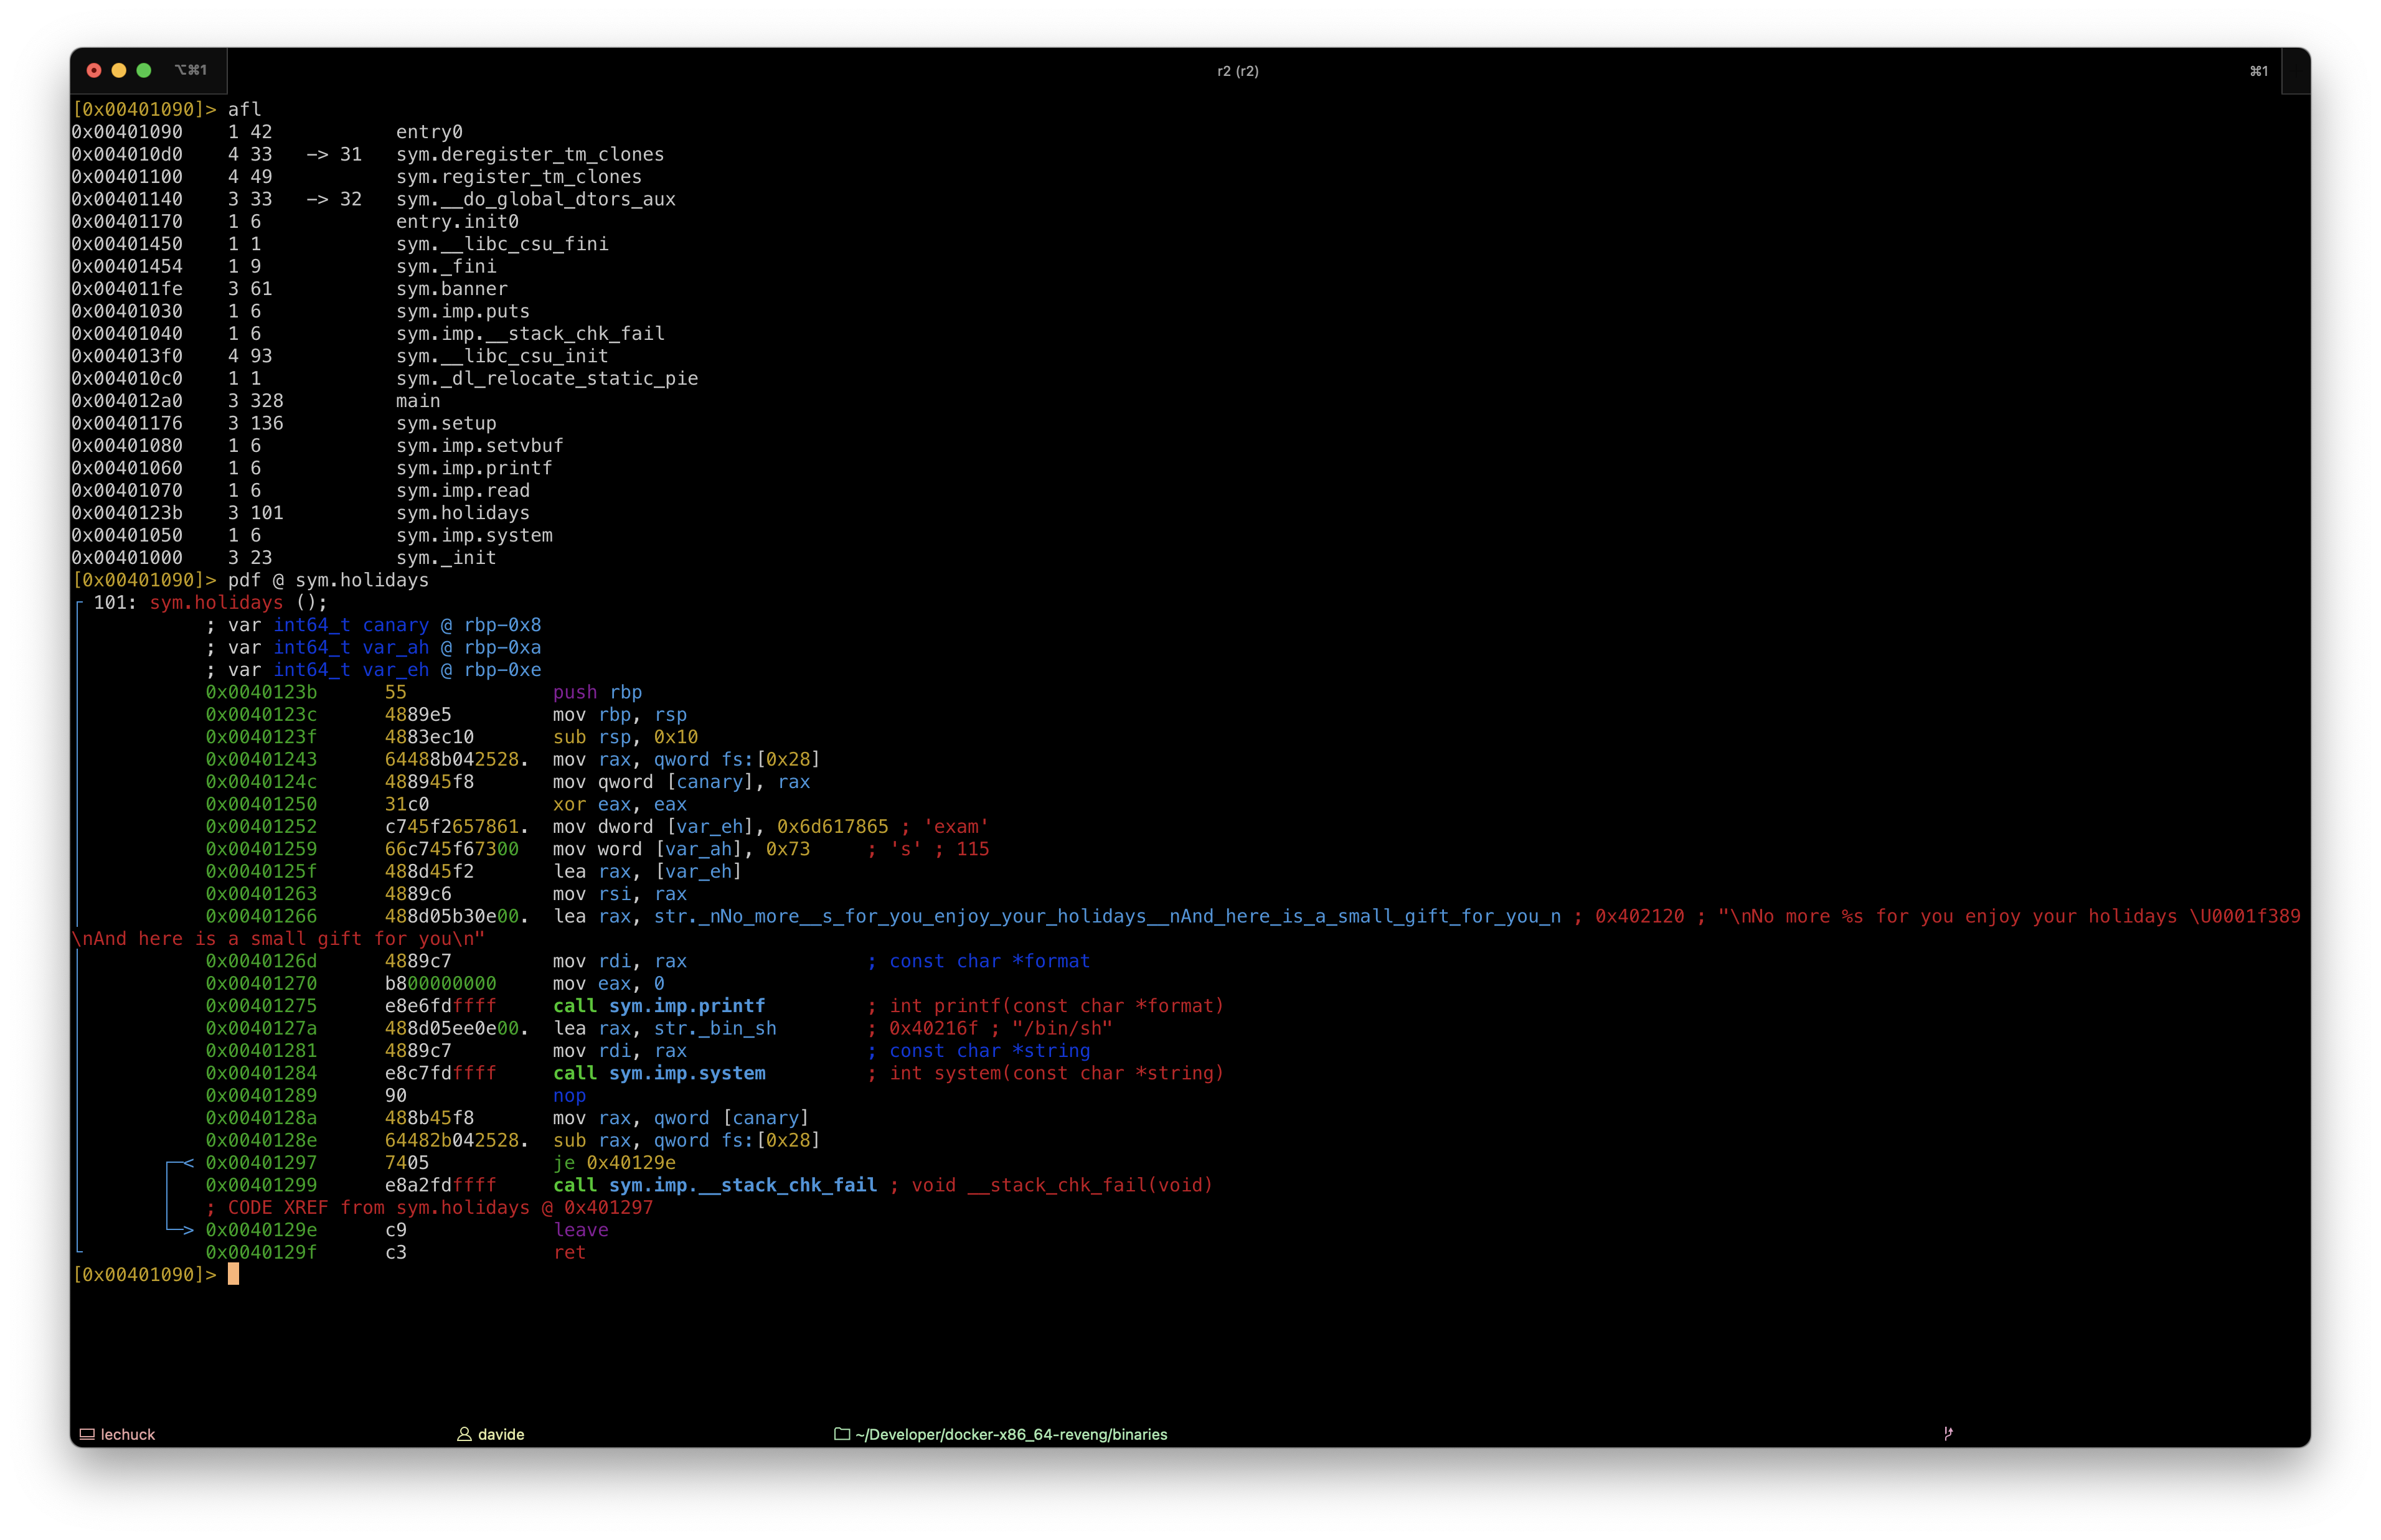 ⌥⌘1 r2 (r2) ⌘1
[0x00401090]> afl
0x00401090    1 42           entry0
0x004010d0    4 33   -> 31   sym.deregister_tm_clones
0x00401100    4 49           sym.register_tm_clones
0x00401140    3 33   -> 32   sym.__do_global_dtors_aux
0x00401170    1 6            entry.init0
0x00401450    1 1            sym.__libc_csu_fini
0x00401454    1 9            sym._fini
0x004011fe    3 61           sym.banner
0x00401030    1 6            sym.imp.puts
0x00401040    1 6            sym.imp.__stack_chk_fail
0x004013f0    4 93           sym.__libc_csu_init
0x004010c0    1 1            sym._dl_relocate_static_pie
0x004012a0    3 328          main
0x00401176    3 136          sym.setup
0x00401080    1 6            sym.imp.setvbuf
0x00401060    1 6            sym.imp.printf
0x00401070    1 6            sym.imp.read
0x0040123b    3 101          sym.holidays
0x00401050    1 6            sym.imp.system
0x00401000    3 23           sym._init
[0x00401090]> pdf @ sym.holidays
101: sym.holidays ();
; var int64_t canary @ rbp-0x8
; var int64_t var_ah @ rbp-0xa
; var int64_t var_eh @ rbp-0xe
0x0040123b      55             push rbp
0x0040123c      4889e5         mov rbp, rsp
0x0040123f      4883ec10       sub rsp, 0x10
0x00401243      64488b042528.  mov rax, qword fs:[0x28]
0x0040124c      488945f8       mov qword [canary], rax
0x00401250      31c0           xor eax, eax
0x00401252      c745f2657861.  mov dword [var_eh], 0x6d617865 ; 'exam'
0x00401259      66c745f67300   mov word [var_ah], 0x73     ; 's' ; 115
0x0040125f      488d45f2       lea rax, [var_eh]
0x00401263      4889c6         mov rsi, rax
0x00401266      488d05b30e00.  lea rax, str._nNo_more__s_for_you_enjoy_your_holidays__nAnd_here_is_a_small_gift_for_you_n ; 0x402120 ; "\nNo more %s for you enjoy your holidays \U0001f389
\nAnd here is a small gift for you\n"
0x0040126d      4889c7         mov rdi, rax                ; const char *format
0x00401270      b800000000     mov eax, 0
0x00401275      e8e6fdffff     call sym.imp.printf         ; int printf(const char *format)
0x0040127a      488d05ee0e00.  lea rax, str._bin_sh        ; 0x40216f ; "/bin/sh"
0x00401281      4889c7         mov rdi, rax                ; const char *string
0x00401284      e8c7fdffff     call sym.imp.system         ; int system(const char *string)
0x00401289      90             nop
0x0040128a      488b45f8       mov rax, qword [canary]
0x0040128e      64482b042528.  sub rax, qword fs:[0x28]
< 0x00401297      7405           je 0x40129e
0x00401299      e8a2fdffff     call sym.imp.__stack_chk_fail ; void __stack_chk_fail(void)
; CODE XREF from sym.holidays @ 0x401297
> 0x0040129e      c9             leave
0x0040129f      c3             ret
[0x00401090]>
lechuck davide ~/Developer/docker-x86_64-reveng/binaries